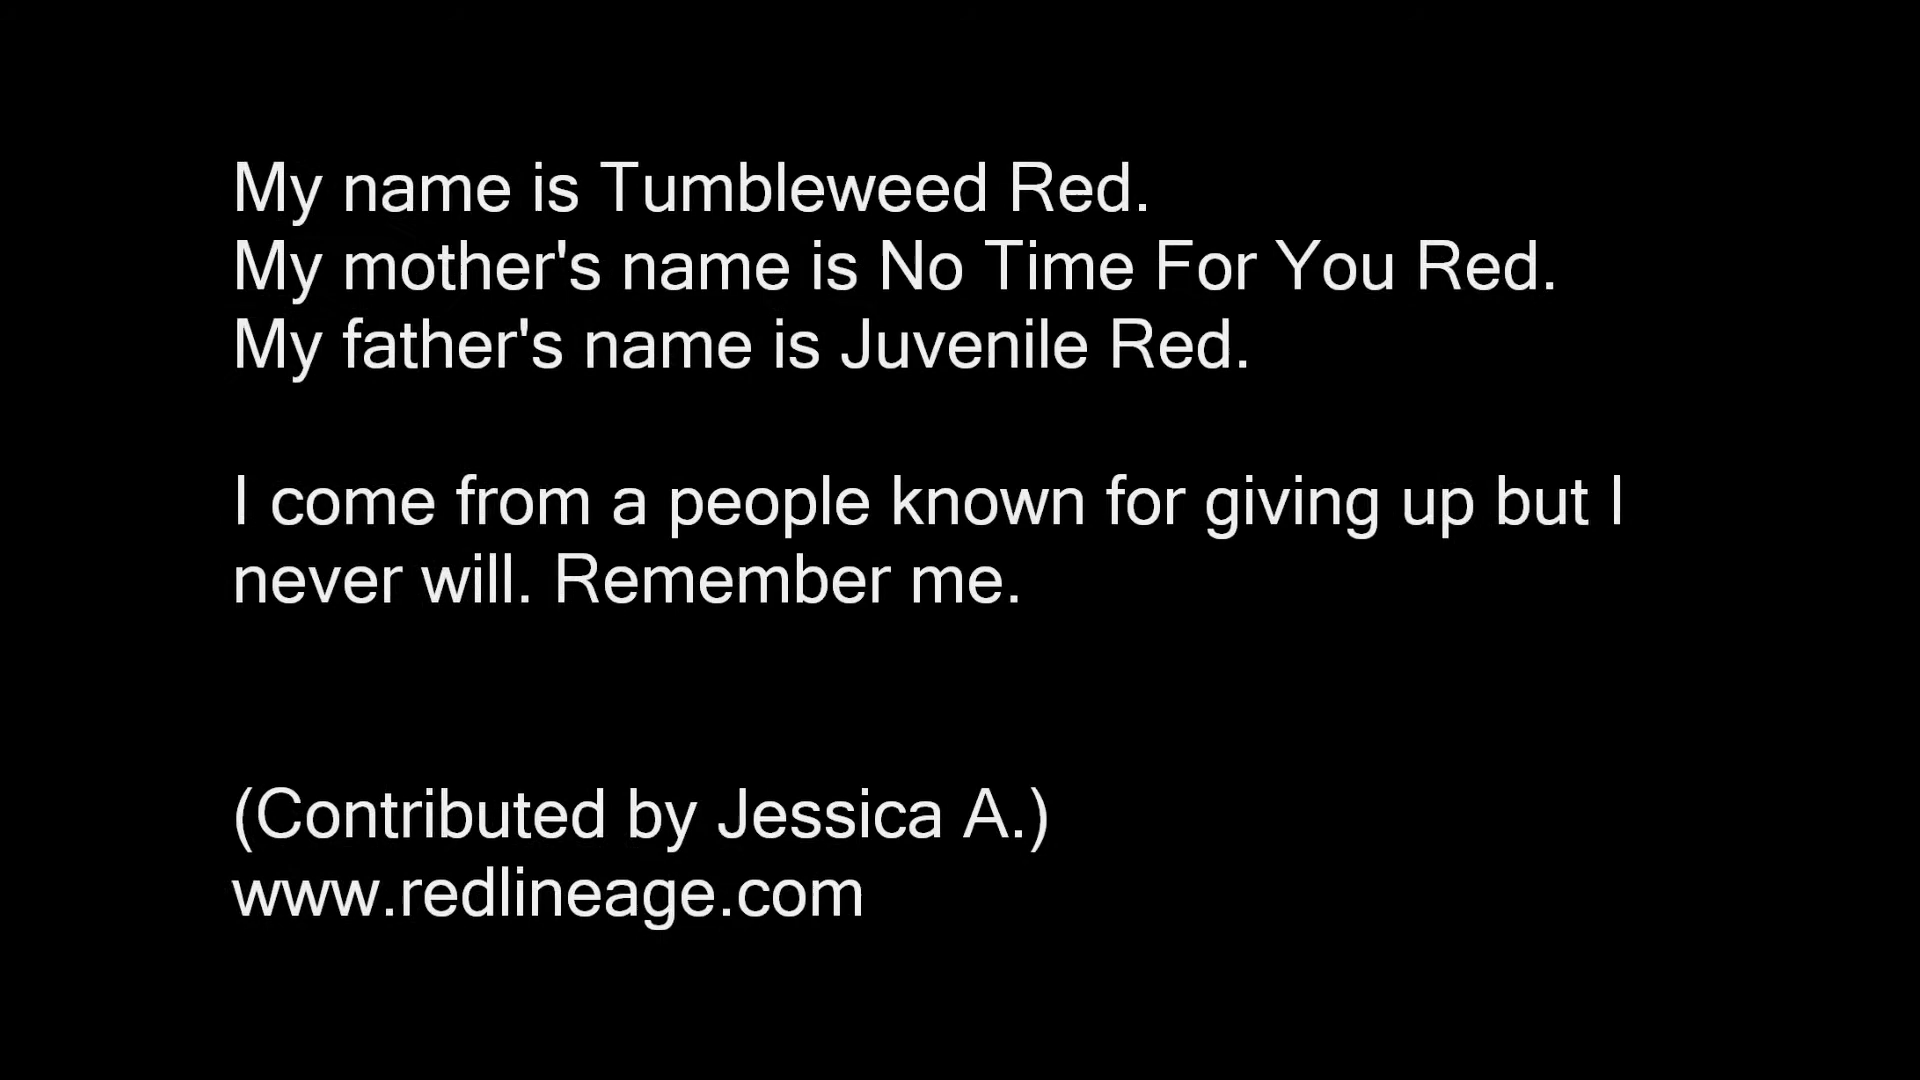 My name is Tumbleweed Red.
My mother's name is No Time For You Red.
My father's name is Juvenile Red.
I come from a people known for giving up but I
never will. Remember me.
(Contributed by Jessica A.)
www.redlineage.com